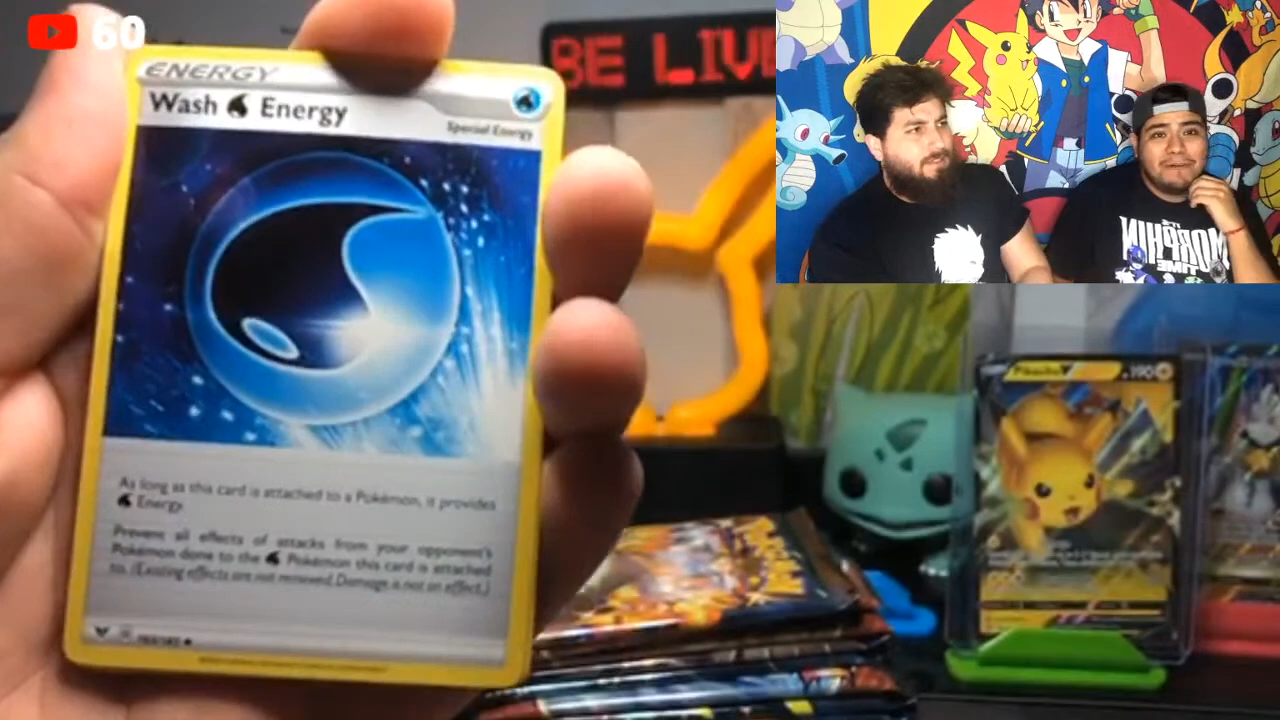 60
BE LIVE
ENERGY
Wash Energy
Special Energy
As long as this card is attached to a Pokémon, it provides
Energy.
Prevent all effects of attacks from your opponent's
Pokémon done to the Pokémon this card is attached
to. (Existing effects are not removed. Damage is not an effect.)
IT'S
MORPHIN
TIME
Pikachu V
190